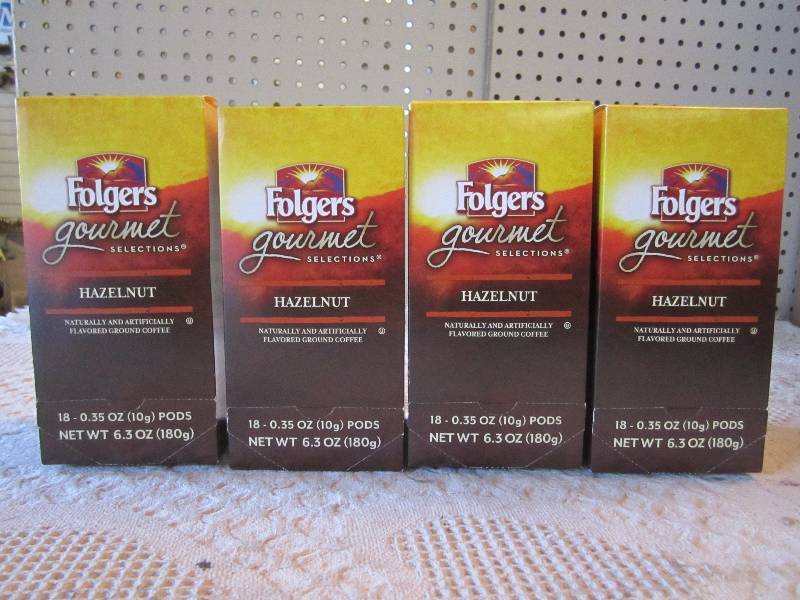 Folgers
gourmet
SELECTIONS®
HAZELNUT
NATURALLY AND ARTIFICIALLY
FLAVORED GROUND COFFEE
18 - 0.35 OZ (10g) PODS
NET WT 6.3 OZ (180g)
Folgers
gourmet
SELECTIONS®
HAZELNUT
NATURALLY AND ARTIFICIALLY
FLAVORED GROUND COFFEE
18 - 0.35 OZ (10g) PODS
NET WT 6.3 OZ (180g)
Folgers
gourmet
SELECTIONS®
HAZELNUT
NATURALLY AND ARTIFICIALLY
FLAVORED GROUND COFFEE
18 - 0.35 OZ (10g) PODS
NET WT 6.3 OZ (180g)
Folgers
gourmet
SELECTIONS®
HAZELNUT
NATURALLY AND ARTIFICIALLY
FLAVORED GROUND COFFEE
18 - 0.35 OZ (10g) PODS
NET WT 6.3 OZ (180g)